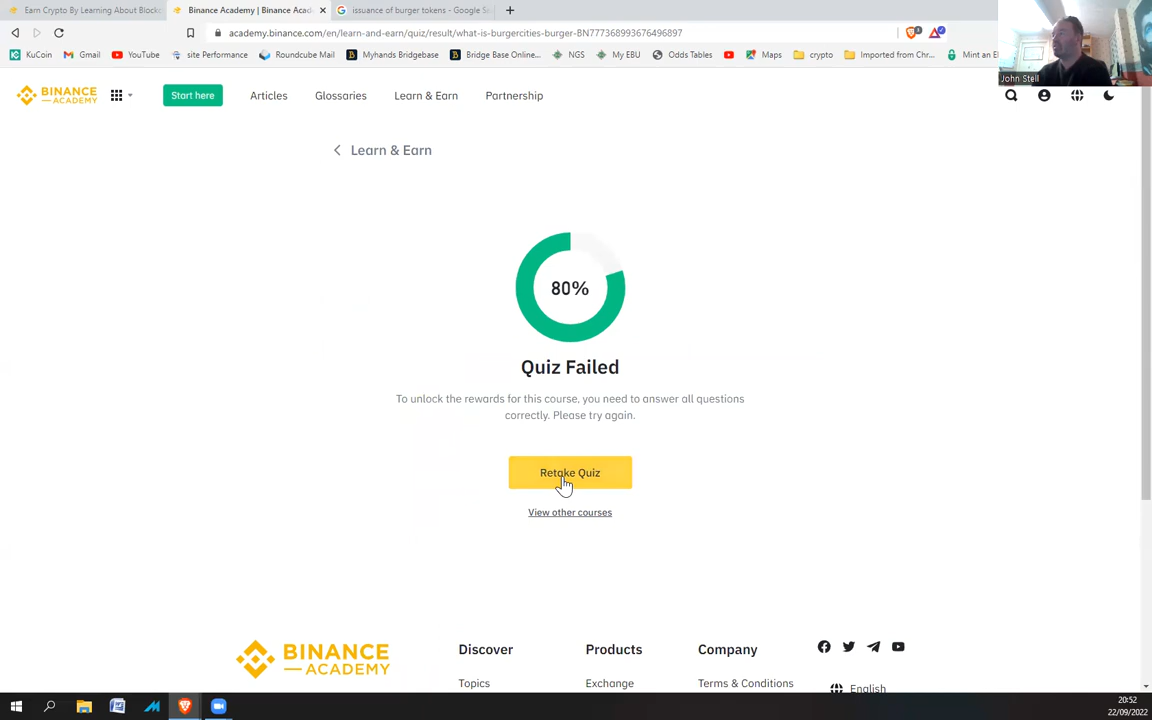 Earn Crypto By Learning About Block
Binance Academy | Binance Acad
issuance of burger tokens - Google Se
academy.binance.com/en/learn-and-earn/quiz/result/what-is-burgercities-burger-BN777368993676496897
KuCoin
Gmail
YouTube
site Performance
Roundcube Mail
Myhands Bridgebase
Bridge Base Online...
NGS
My EBU
Odds Tables
Maps
crypto
Imported from Chr...
Mint an E
John Stell
BINANCE
ACADEMY
Start here
Articles
Glossaries
Learn & Earn
Partnership
Learn & Earn
80%
Quiz Failed
To unlock the rewards for this course, you need to answer all questions
correctly. Please try again.
Retake Quiz
View other courses
BINANCE
ACADEMY
Discover
Products
Company
Topics
Exchange
Terms & Conditions
English
20:52
22/09/2022